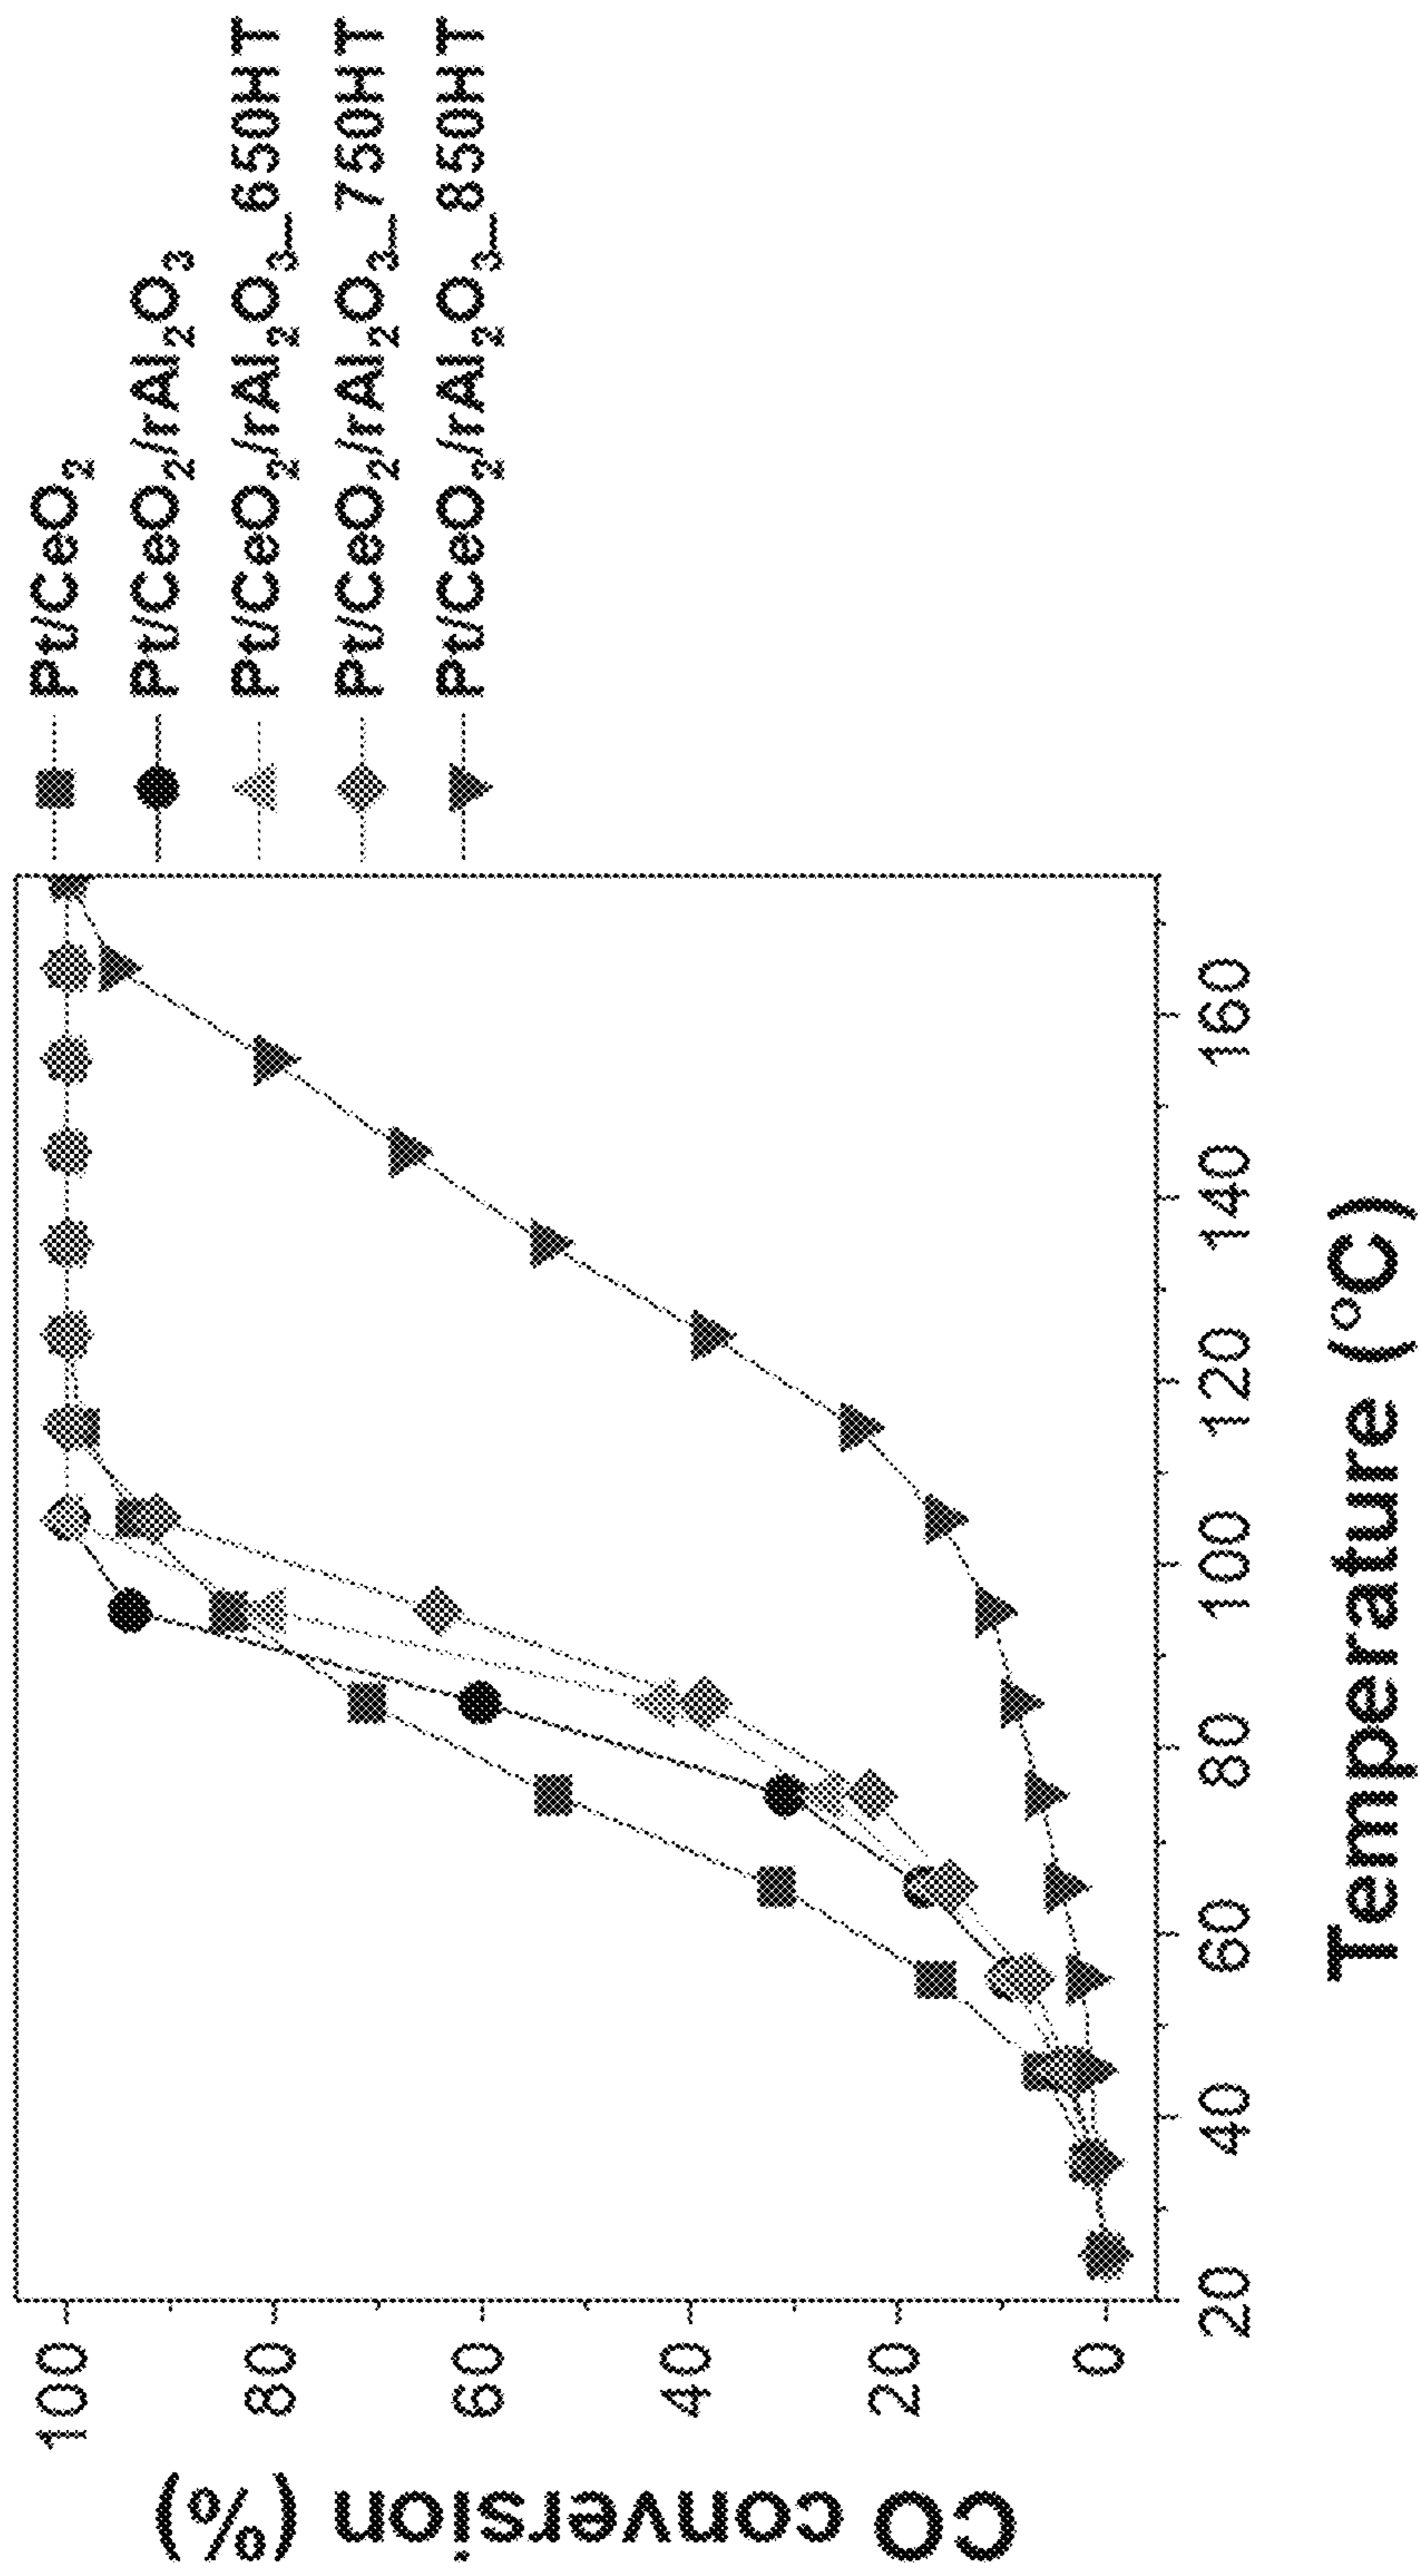 CO conversion (%)
100
80
60
40
20
0
20
40
60
80
100
120
140
160
Temperature (°C)
Pt/CeO₂
Pt/CeO₂/rAl₂O₃
Pt/CeO₂/rAl₂O₃_650HT
Pt/CeO₂/rAl₂O₃_750HT
Pt/CeO₂/rAl₂O₃_850HT